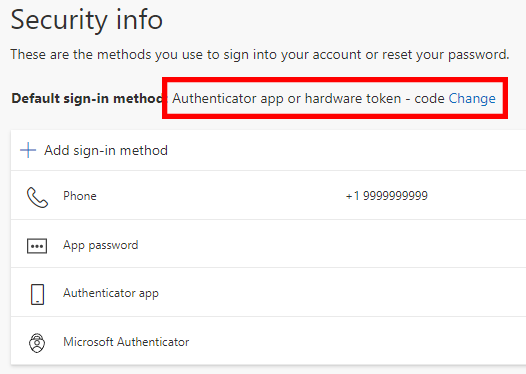 Security info
These are the methods you use to sign into your account or reset your password.
Default sign-in method Authenticator app or hardware token - code Change
Add sign-in method
Phone +1 9999999999
App password
Authenticator app
Microsoft Authenticator